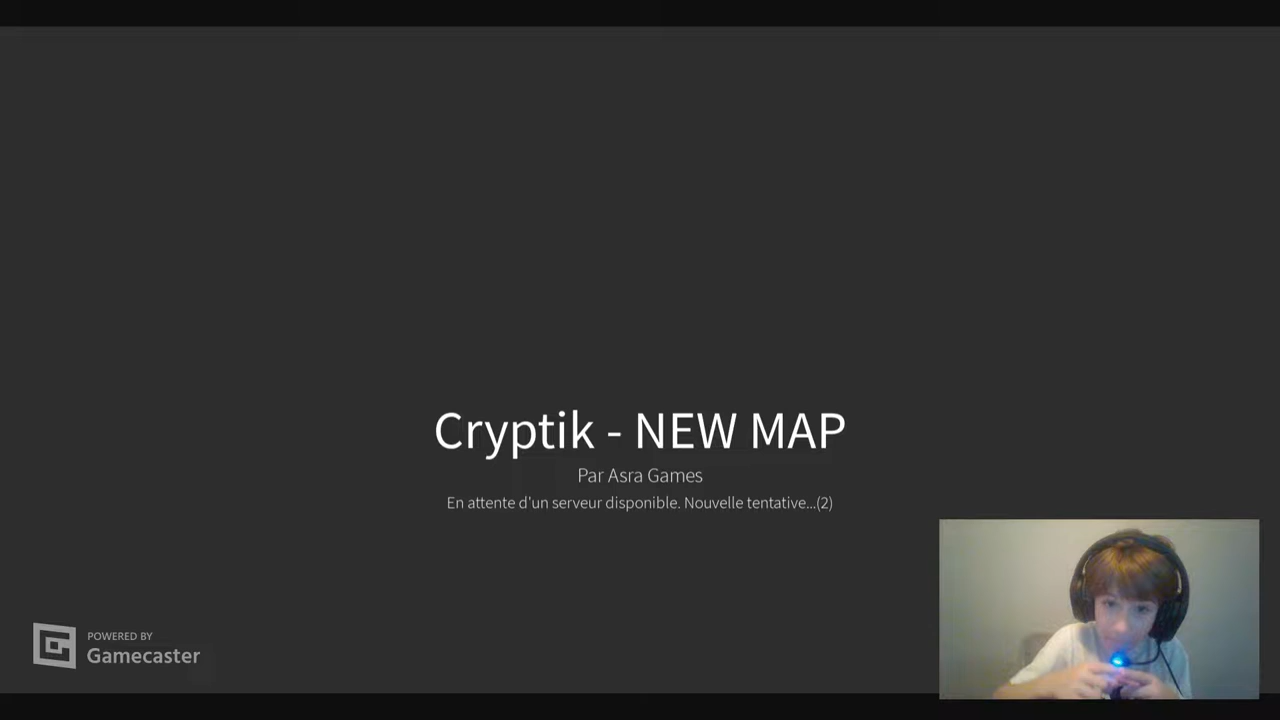 Cryptik - NEW MAP
Par Asra Games
En attente d'un serveur disponible. Nouvelle tentative...(2)
POWERED BY
Gamecaster